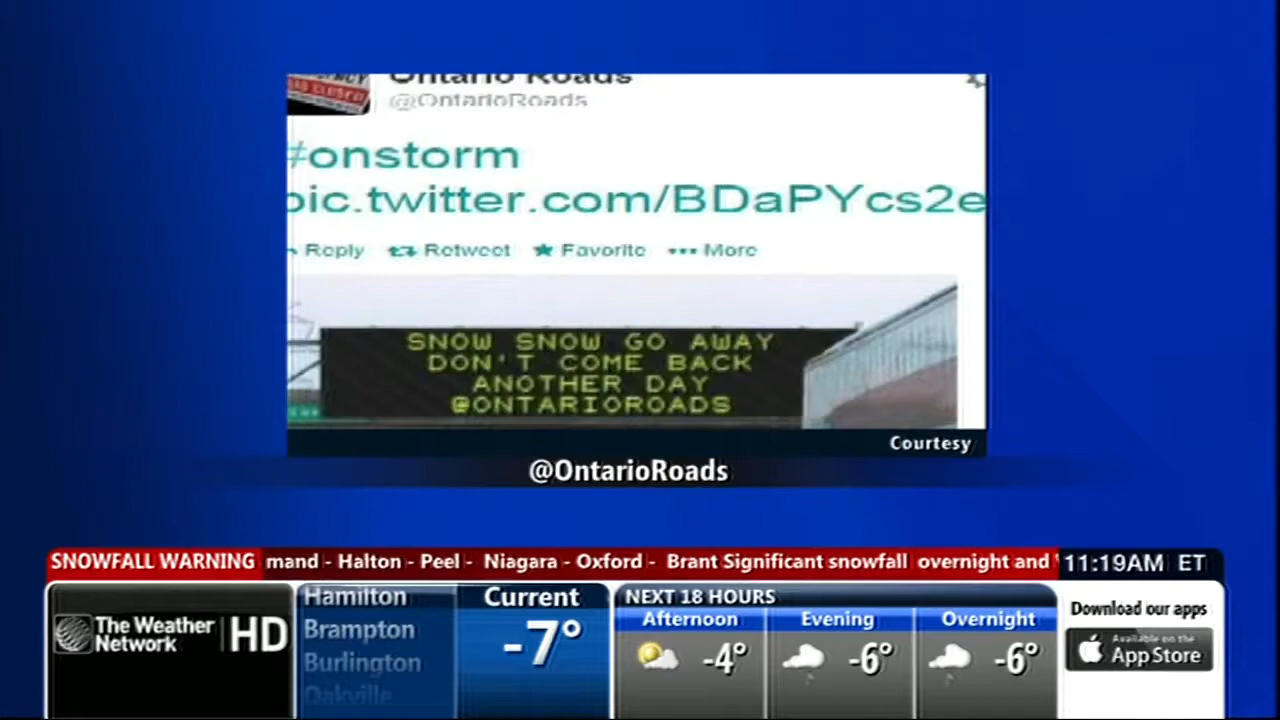 Ontario Roads
@OntarioRoads
#onstorm
pic.twitter.com/BDaPYcs2e
Reply Retweet Favorite More
SNOW SNOW GO AWAY
DON'T COME BACK
ANOTHER DAY
@ONTARIOROADS
Courtesy
@OntarioRoads
SNOWFALL WARNING mand - Halton - Peel - Niagara - Oxford - Brant Significant snowfall overnight and 11:19AM ET
The Weather Network HD
Hamilton
Brampton
Burlington
Oakville
Current
-7°
NEXT 18 HOURS
Afternoon Evening Overnight
-4° -6° -6°
Download our apps
Available on the
App Store